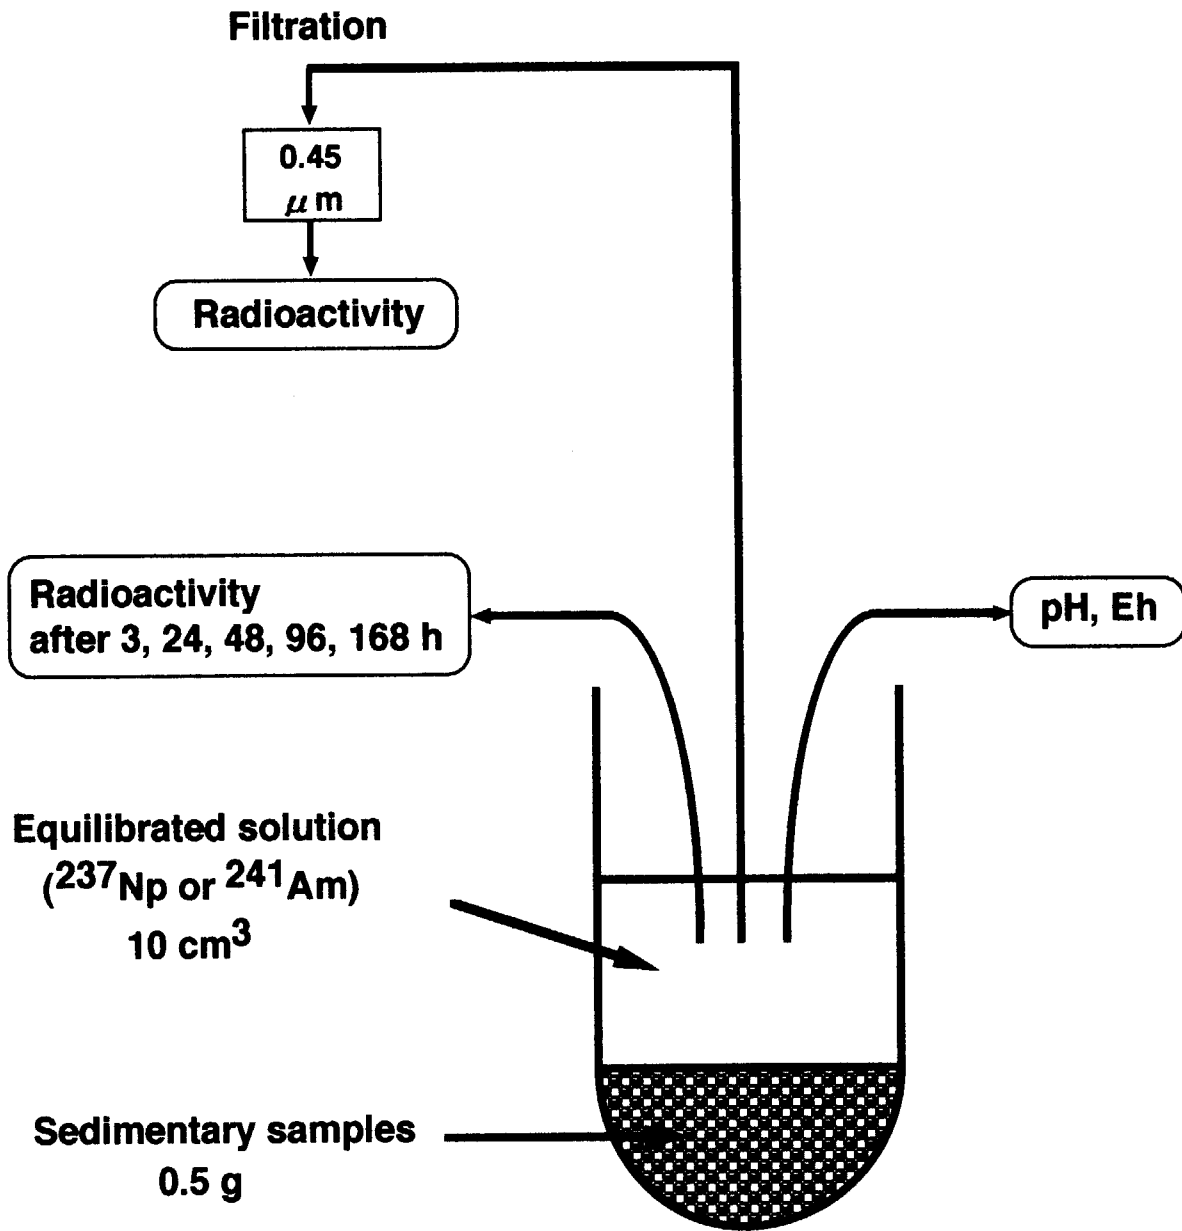 Filtration
0.45
μm
Radioactivity
Radioactivity
after 3, 24, 48, 96, 168 h
pH, Eh
Equilibrated solution
(²³⁷Np or ²⁴¹Am)
10 cm³
Sedimentary samples
0.5 g